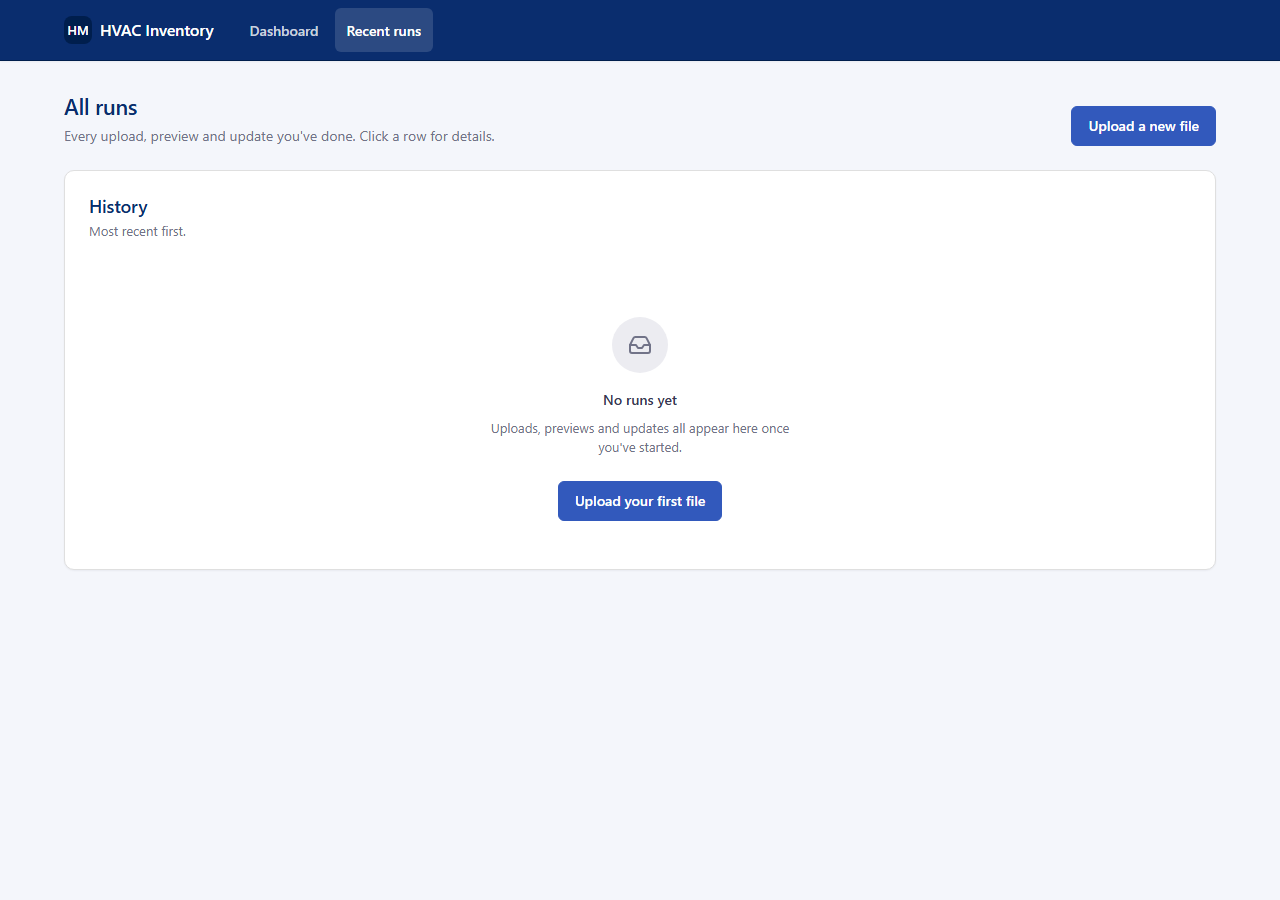 HM HVAC Inventory Dashboard Recent runs
All runs
Every upload, preview and update you've done. Click a row for details.
Upload a new file
History
Most recent first.
No runs yet
Uploads, previews and updates all appear here once
you've started.
Upload your first file